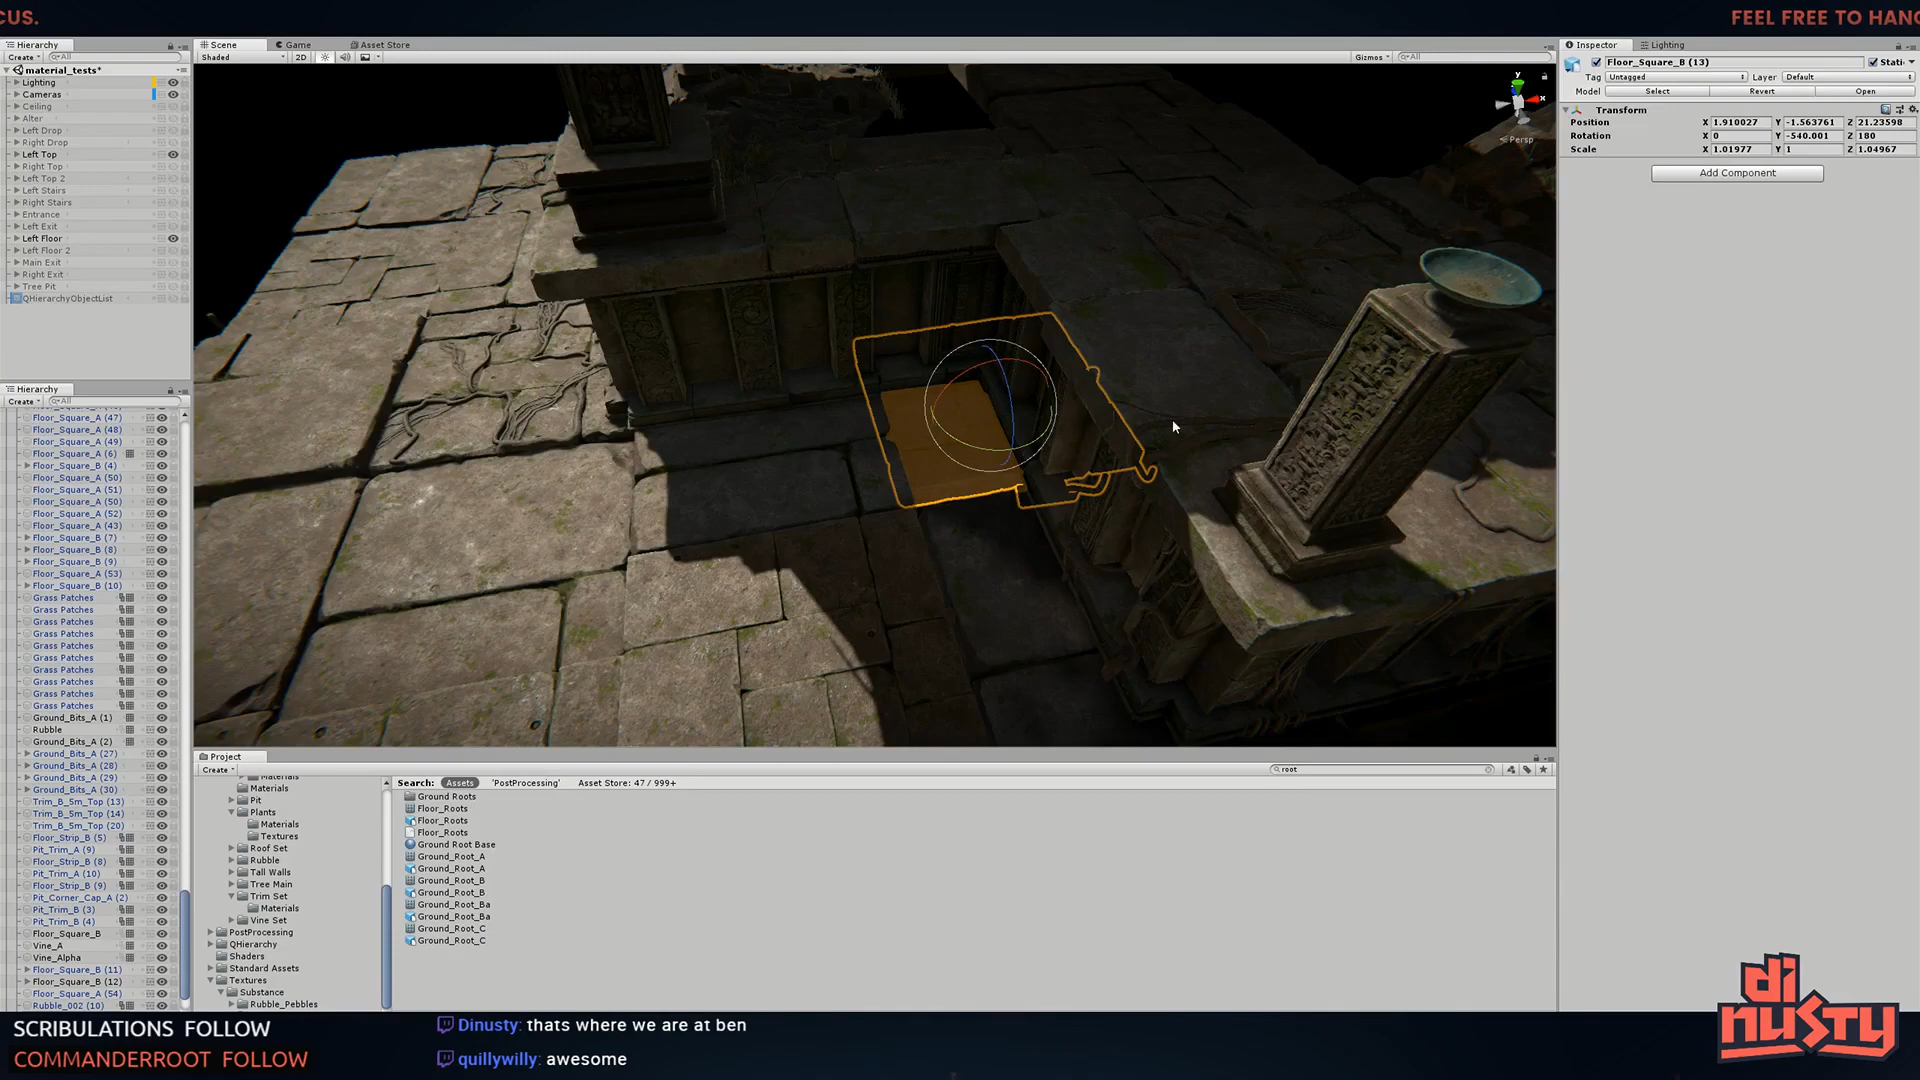 CUS.
FEEL FREE TO HANG
Hierarchy
Create
All
material_tests*
Lighting
Cameras
Ceiling
Alter
Left Drop
Right Drop
Left Top
Right Top
Left Top 2
Left Stairs
Right Stairs
Entrance
Left Exit
Left Floor
Left Floor 2
Main Exit
Right Exit
Tree Pit
QHierarchyObjectList
Hierarchy
Create
All
Floor_Square_A (47)
Floor_Square_A (48)
Floor_Square_A (49)
Floor_Square_A (6)
Floor_Square_B (4)
Floor_Square_A (50)
Floor_Square_A (51)
Floor_Square_A (50)
Floor_Square_A (52)
Floor_Square_A (43)
Floor_Square_B (7)
Floor_Square_B (8)
Floor_Square_B (9)
Floor_Square_A (53)
Floor_Square_B (10)
Grass Patches
Grass Patches
Grass Patches
Grass Patches
Grass Patches
Grass Patches
Grass Patches
Grass Patches
Grass Patches
Grass Patches
Ground_Bits_A (1)
Rubble
Ground_Bits_A (2)
Ground_Bits_A (27)
Ground_Bits_A (28)
Ground_Bits_A (29)
Ground_Bits_A (30)
Trim_B_5m_Top (13)
Trim_B_5m_Top (14)
Trim_B_5m_Top (20)
Floor_Strip_B (5)
Pit_Trim_A (9)
Floor_Strip_B (8)
Pit_Trim_A (10)
Floor_Strip_B (9)
Pit_Corner_Cap_A (2)
Pit_Trim_B (3)
Pit_Trim_B (4)
Floor_Square_B
Vine_A
Vine_Alpha
Floor_Square_B (11)
Floor_Square_B (12)
Floor_Square_A (54)
Rubble_002 (10)
Scene Game Asset Store
Shaded 2D Gizmos All
y
x
Persp
Project
Create root
Materials
Materials
Pit
Plants
Materials
Textures
Roof Set
Rubble
Tall Walls
Tree Main
Trim Set
Materials
Vine Set
PostProcessing
QHierarchy
Shaders
Standard Assets
Textures
Substance
Rubble_Pebbles
Search: Assets 'PostProcessing' Asset Store: 47 / 999+
Ground Roots
Floor_Roots
Floor_Roots
Floor_Roots
Ground Root Base
Ground_Root_A
Ground_Root_A
Ground_Root_B
Ground_Root_B
Ground_Root_Ba
Ground_Root_Ba
Ground_Root_C
Ground_Root_C
Inspector Lighting
Floor_Square_B (13) Stati
Tag Untagged Layer Default
Model Select Revert Open
Transform
Position X 1.910027 Y -1.563761 Z 21.23598
Rotation X 0 Y -540.001 Z 180
Scale X 1.01977 Y 1 Z 1.04967
Add Component
SCRIBULATIONS FOLLOW
COMMANDERROOT FOLLOW
Dinusty: thats where we are at ben
quillywilly: awesome
di
nusty